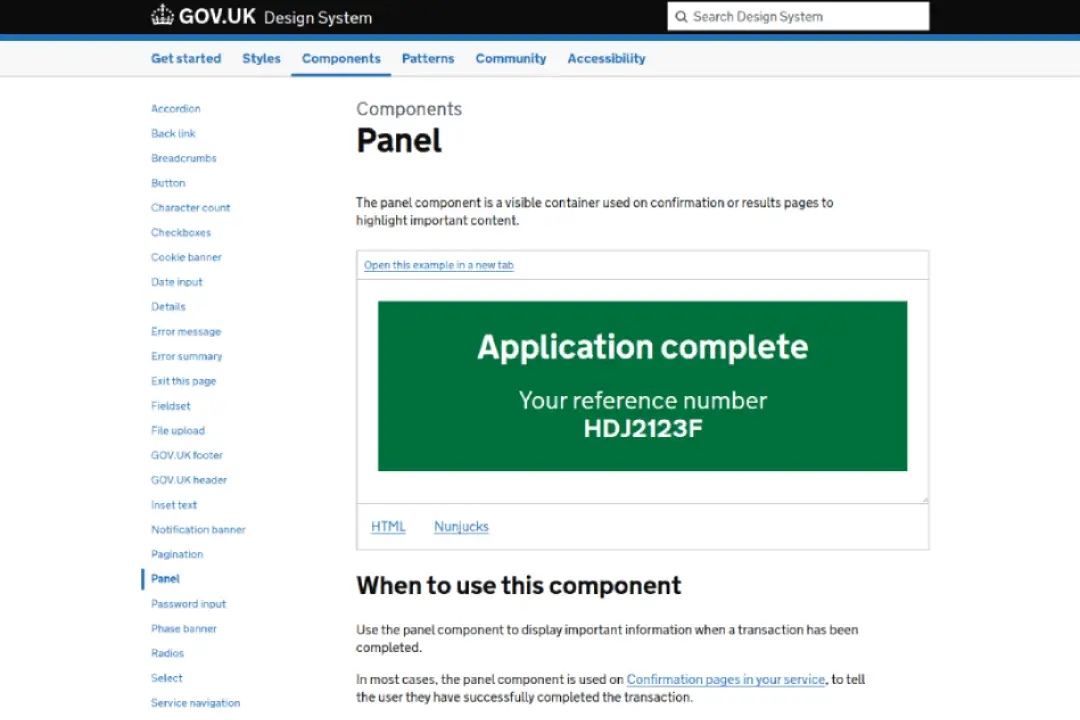 GOV.UK Design System
Search Design System
Get started Styles Components Patterns Community Accessibility
Accordion
Back link
Breadcrumbs
Button
Character count
Checkboxes
Cookie banner
Date input
Details
Error message
Error summary
Exit this page
Fieldset
File upload
GOV.UK footer
GOV.UK header
Inset text
Notification banner
Pagination
Panel
Password input
Phase banner
Radios
Select
Service navigation
Components
Panel
The panel component is a visible container used on confirmation or results pages to
highlight important content.
Open this example in a new tab
Application complete
Your reference number
HDJ2123F
HTML Nunjucks
When to use this component
Use the panel component to display important information when a transaction has been
completed.
In most cases, the panel component is used on Confirmation pages in your service, to tell
the user they have successfully completed the transaction.